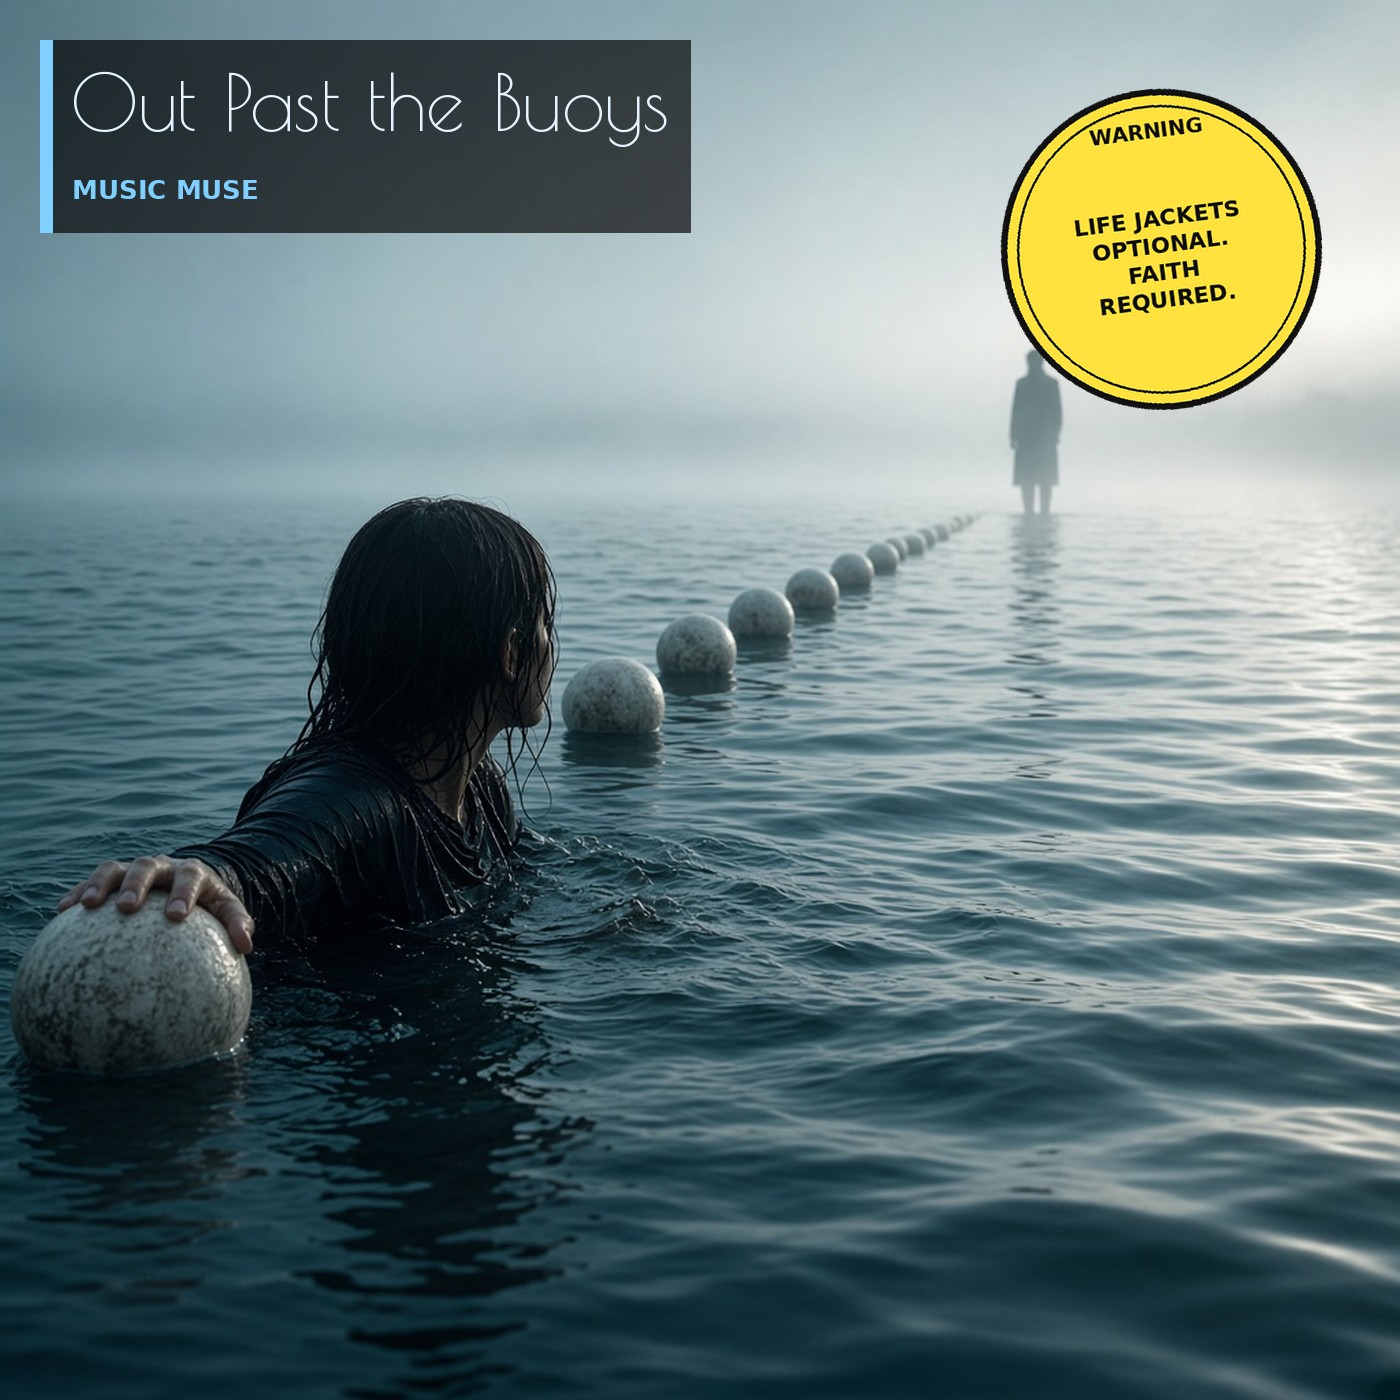 Out Past the Buoys
MUSIC MUSE
WARNING
LIFE JACKETS
OPTIONAL.
FAITH
REQUIRED.